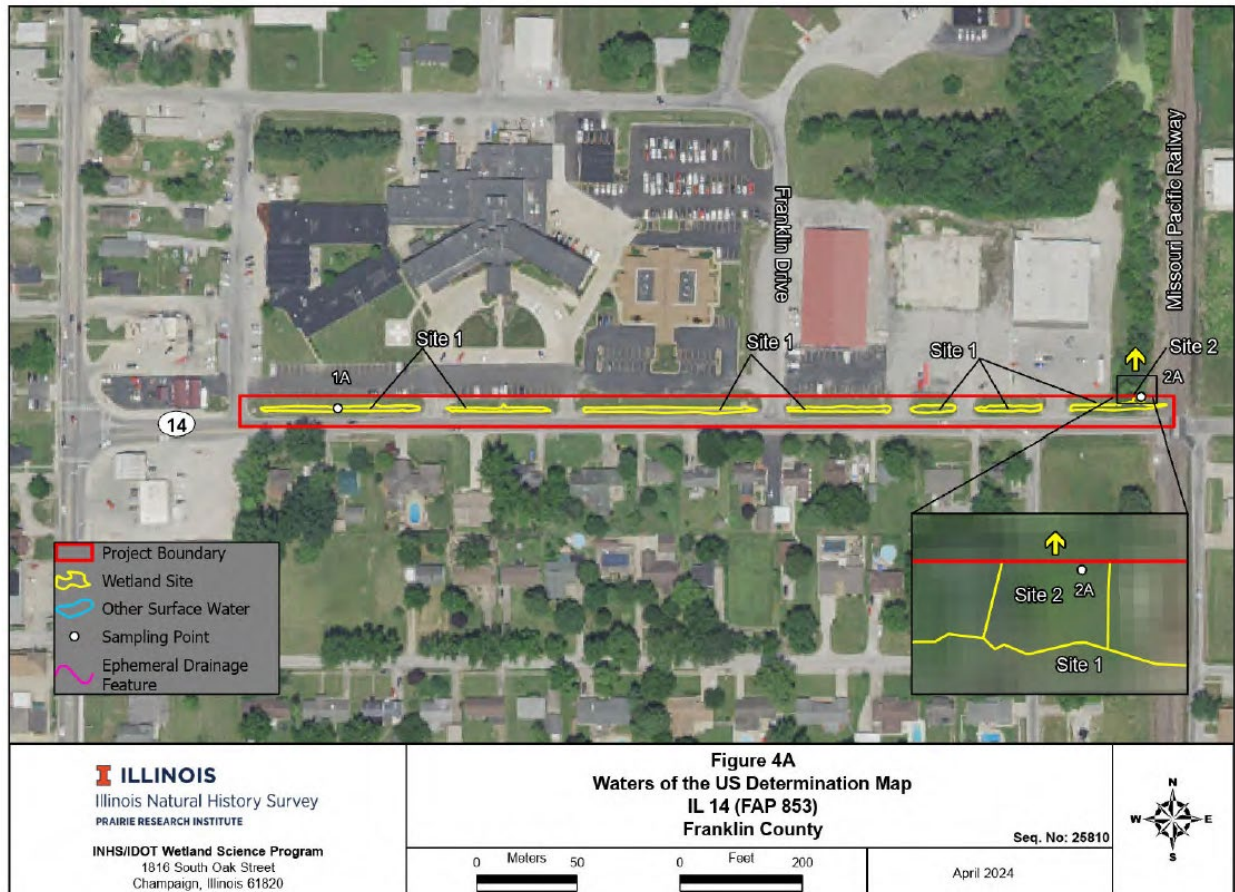 Franklin Drive
Missouri Pacific Railway
Site 1
Site 1
Site 1
Site 2
1A
2A
14
2A
Site 2
Site 1
Project Boundary
Wetland Site
Other Surface Water
Sampling Point
Ephemeral Drainage
Feature
I ILLINOIS
Illinois Natural History Survey
PRAIRIE RESEARCH INSTITUTE
INHS/IDOT Wetland Science Program
1816 South Oak Street
Champaign, Illinois 61820
Figure 4A
Waters of the US Determination Map
IL 14 (FAP 853)
Franklin County
Seq. No: 25810
0 Meters 50
0 Feet 200
April 2024
N
W E
S